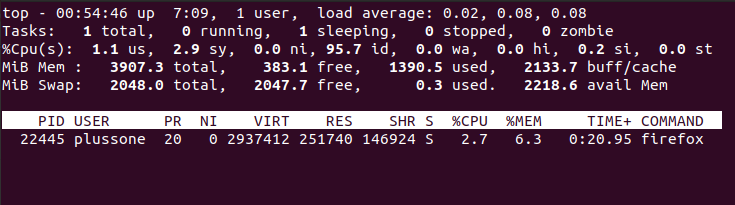 top - 00:54:46 up  7:09,  1 user,  load average: 0.02, 0.08, 0.08
Tasks:   1 total,   0 running,   1 sleeping,   0 stopped,   0 zombie
%Cpu(s):  1.1 us,  2.9 sy,  0.0 ni, 95.7 id,  0.0 wa,  0.0 hi,  0.2 si,  0.0 st
MiB Mem :   3907.3 total,    383.1 free,   1390.5 used,   2133.7 buff/cache
MiB Swap:   2048.0 total,   2047.7 free,      0.3 used.   2218.6 avail Mem
PID USER      PR  NI    VIRT    RES    SHR S  %CPU  %MEM     TIME+ COMMAND
22445 plussone  20   0 2937412 251740 146924 S   2.7   6.3   0:20.95 firefox